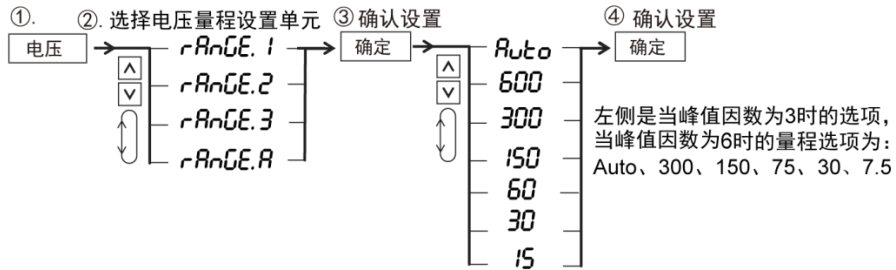 ①.
②. 选择电压量程设置单元
③ 确认设置
④ 确认设置
电压
rAnGE. 1
rAnGE.2
rAnGE.3
rAnGE.A
确定
Auto
600
300
150
60
30
15
确定
左侧是当峰值因数为3时的选项，
当峰值因数为6时的量程选项为：
Auto、300、150、75、30、7.5